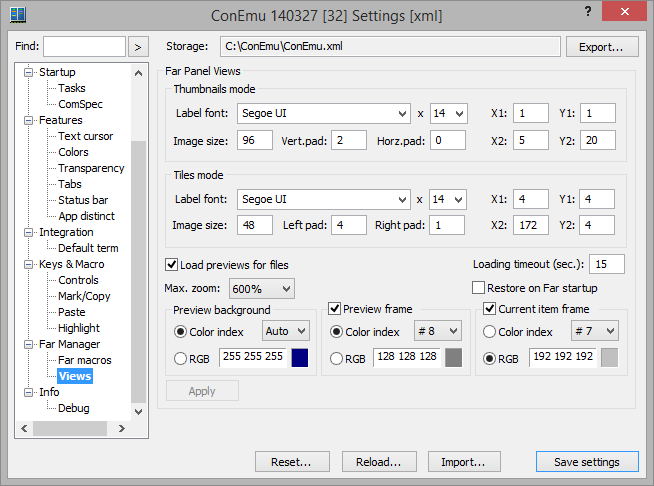 ConEmu 140327 [32] Settings [xml]
Find: > Storage: C:\ConEmu\ConEmu.xml Export...
Startup
Tasks
ComSpec
Features
Text cursor
Colors
Transparency
Tabs
Status bar
App distinct
Integration
Default term
Keys & Macro
Controls
Mark/Copy
Paste
Highlight
Far Manager
Far macros
Views
Info
Debug
Far Panel Views
Thumbnails mode
Label font: Segoe UI x 14 X1: 1 Y1: 1
Image size: 96 Vert.pad: 2 Horz.pad: 0 X2: 5 Y2: 20
Tiles mode
Label font: Segoe UI x 14 X1: 4 Y1: 4
Image size: 48 Left pad: 4 Right pad: 1 X2: 172 Y2: 4
Load previews for files Loading timeout (sec.): 15
Max. zoom: 600% Restore on Far startup
Preview background Preview frame Current item frame
Color index Auto Color index # 8 Color index # 7
RGB 255 255 255 RGB 128 128 128 RGB 192 192 192
Apply
Reset... Reload... Import... Save settings